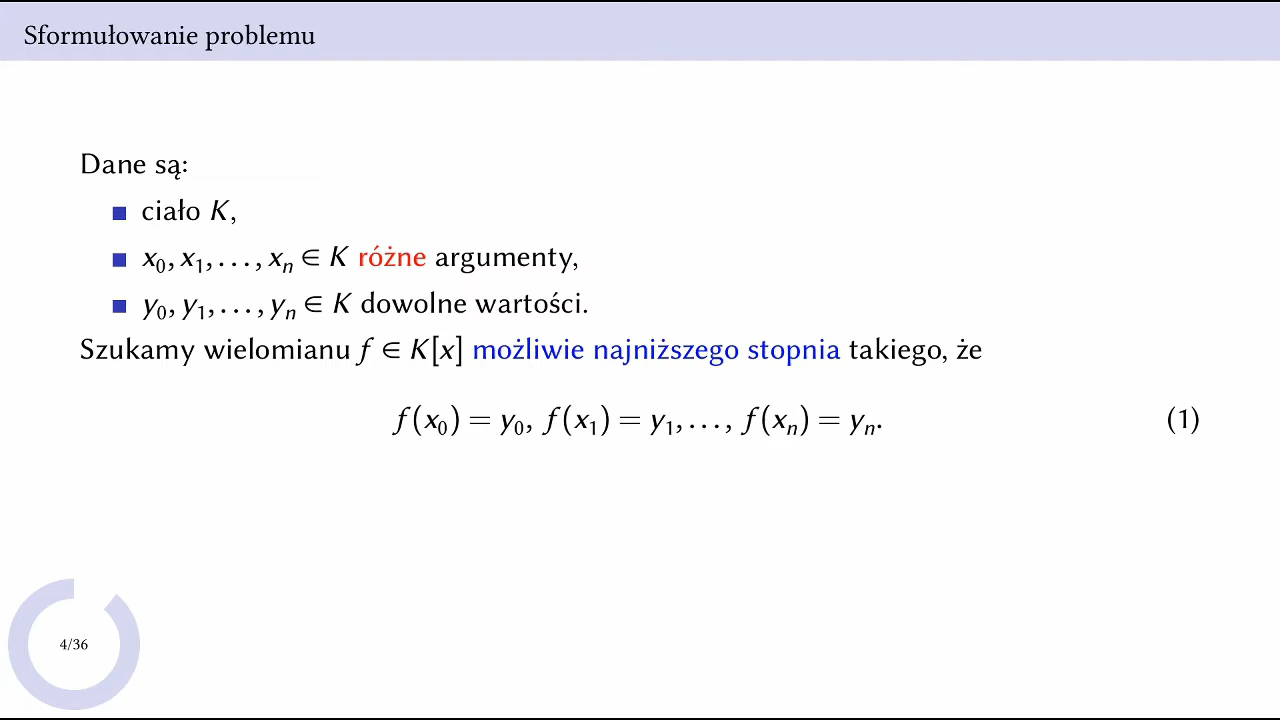 Sformułowanie problemu
Dane są:
ciało K,
x₀, x₁, . . . , xₙ ∈ K różne argumenty,
y₀, y₁, . . . , yₙ ∈ K dowolne wartości.
Szukamy wielomianu f ∈ K[x] możliwie najniższego stopnia takiego, że
f(x₀) = y₀, f(x₁) = y₁, . . . , f(xₙ) = yₙ. (1)
4/36